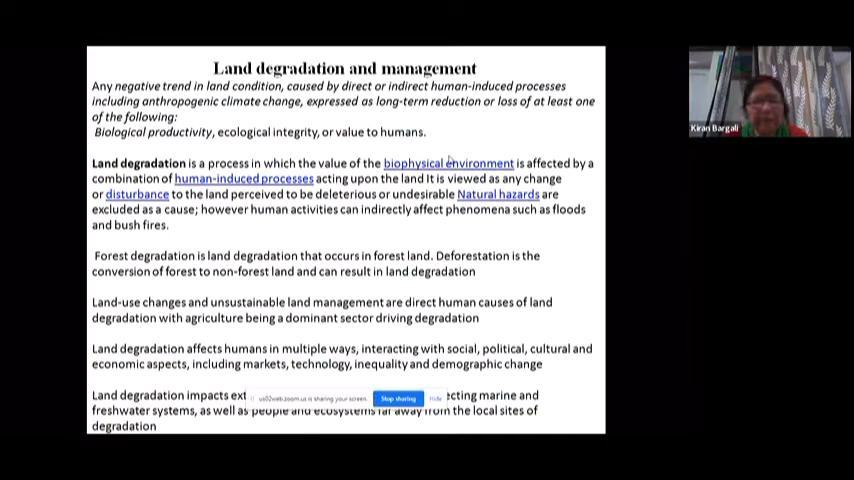 Land degradation and management
Any negative trend in land condition, caused by direct or indirect human-induced processes
including anthropogenic climate change, expressed as long-term reduction or loss of at least one
of the following:
Biological productivity, ecological integrity, or value to humans.
Land degradation is a process in which the value of the biophysical environment is affected by a
combination of human-induced processes acting upon the land It is viewed as any change
or disturbance to the land perceived to be deleterious or undesirable Natural hazards are
excluded as a cause; however human activities can indirectly affect phenomena such as floods
and bush fires.
Forest degradation is land degradation that occurs in forest land. Deforestation is the
conversion of forest to non-forest land and can result in land degradation
Land-use changes and unsustainable land management are direct human causes of land
degradation with agriculture being a dominant sector driving degradation
Land degradation affects humans in multiple ways, interacting with social, political, cultural and
economic aspects, including markets, technology, inequality and demographic change
Land degradation impacts ext ecting marine and
us02web.zoom.us is sharing your screen. Stop sharing Hide
freshwater systems, as well as people and ecosystems far away from the local sites of
degradation
Kiran Bargali